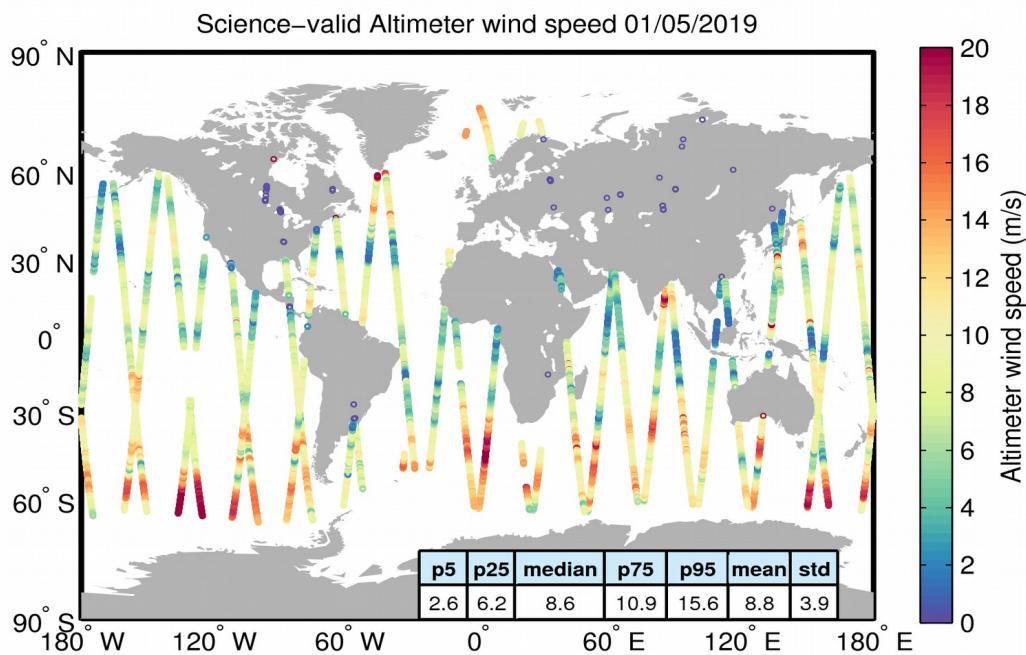 Science-valid Altimeter wind speed 01/05/2019
90° N
60° N
30° N
0°
30° S
60° S
90° S
180° W
120° W
60° W
0°
60° E
120° E
180° E
p5 p25 median p75 p95 mean std
2.6 6.2 8.6 10.9 15.6 8.8 3.9
20
18
16
14
12
10
8
6
4
2
0
Altimeter wind speed (m/s)